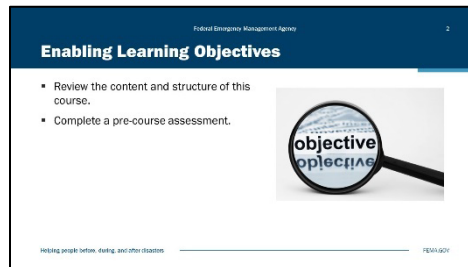 Federal Emergency Management Agency
2
Enabling Learning Objectives
▪ Review the content and structure of this
course.
▪ Complete a pre-course assessment.
objective
objective
Helping people before, during, and after disasters
FEMA.GOV